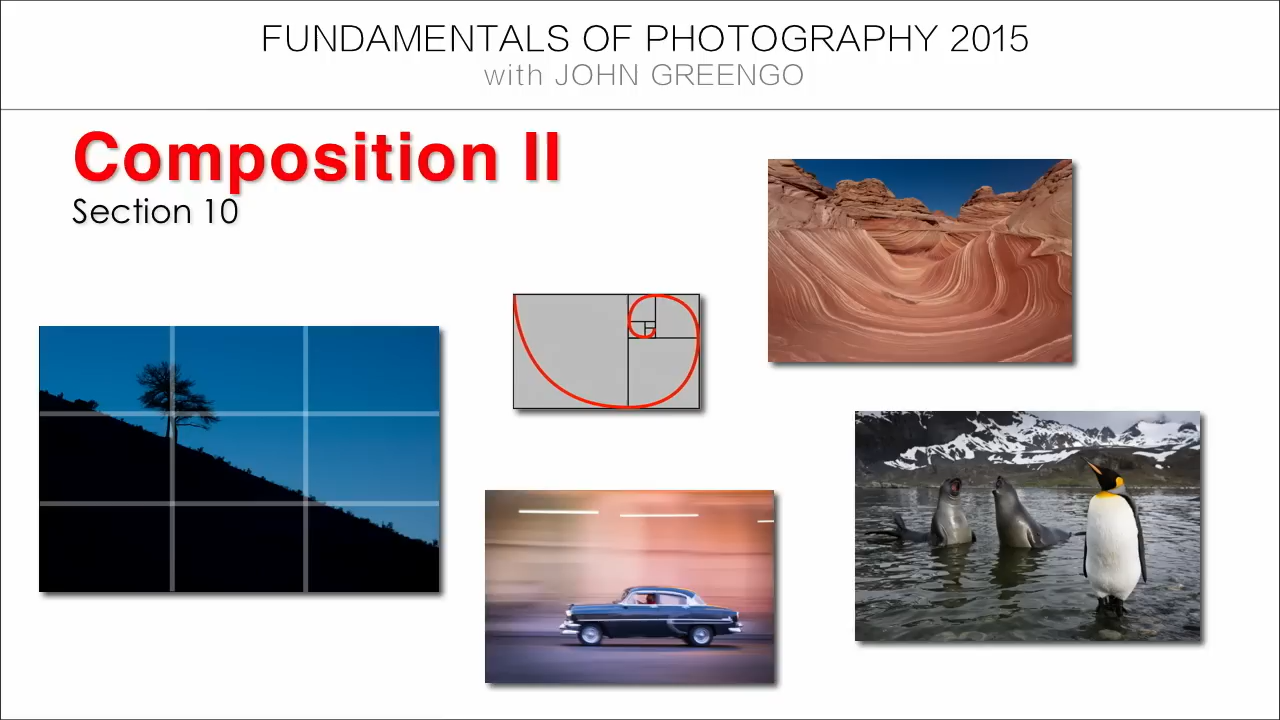 FUNDAMENTALS OF PHOTOGRAPHY 2015
with JOHN GREENGO
Composition II
Section 10